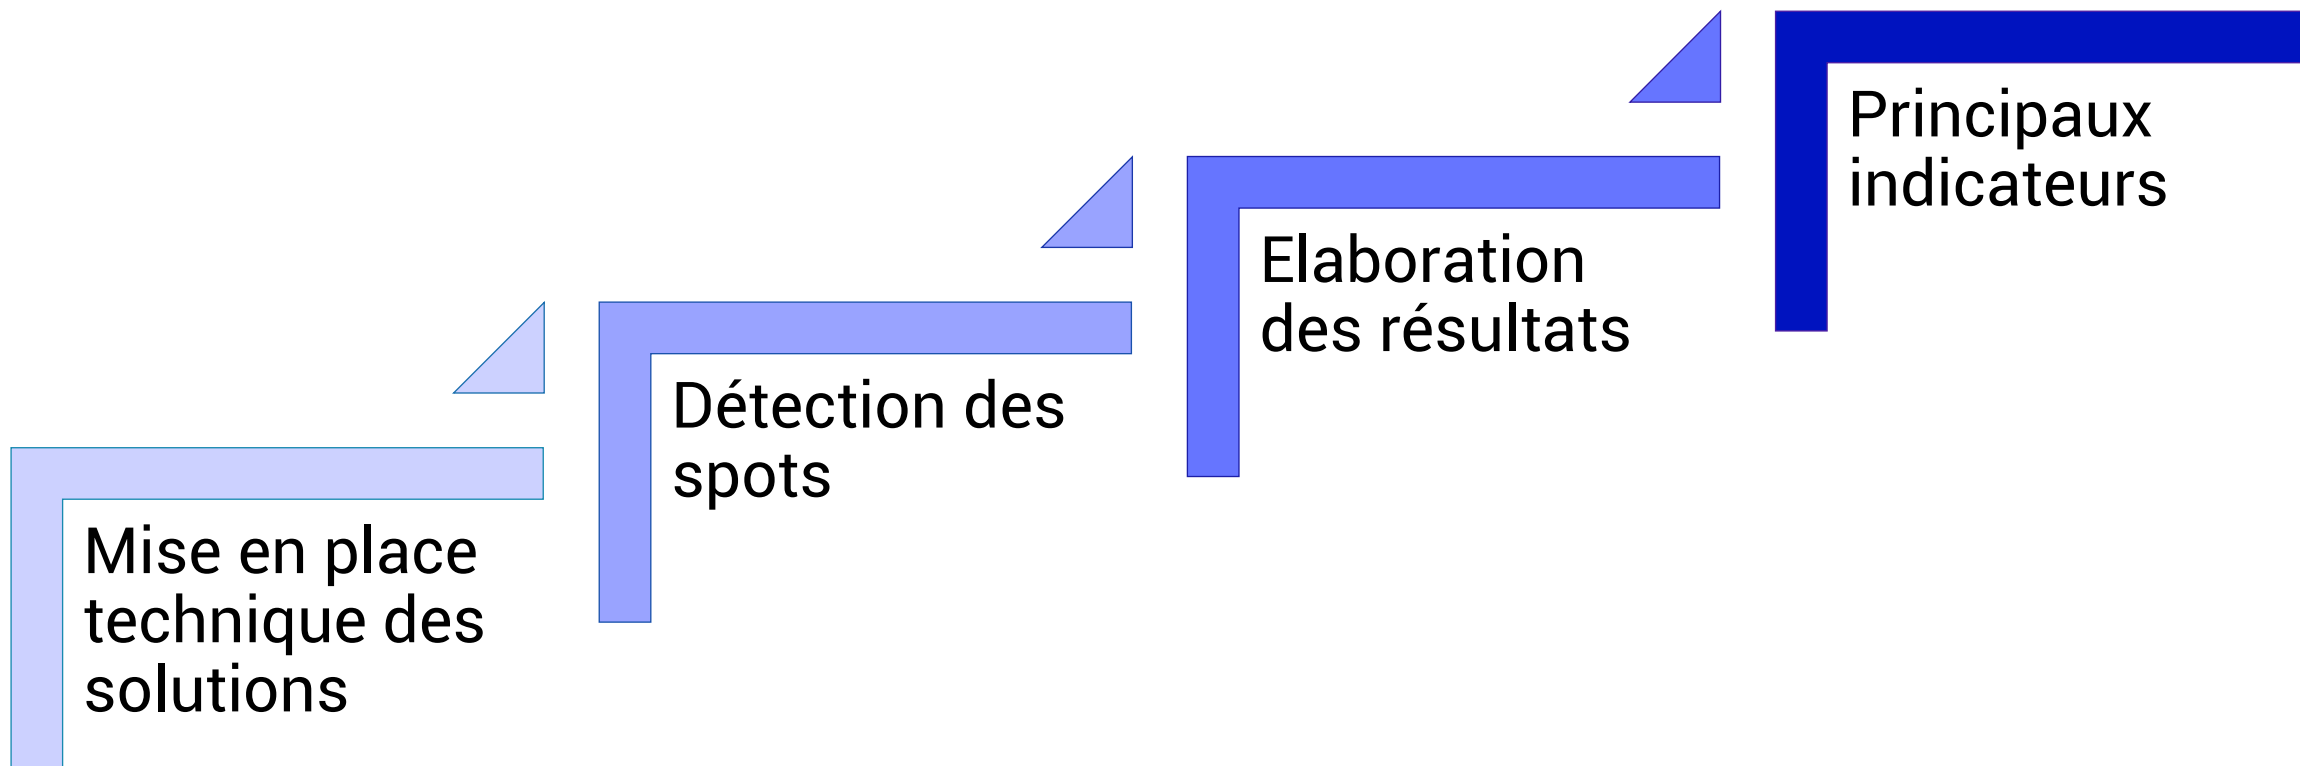 Mise en place
technique des
solutions
Détection des
spots
Elaboration
des résultats
Principaux
indicateurs